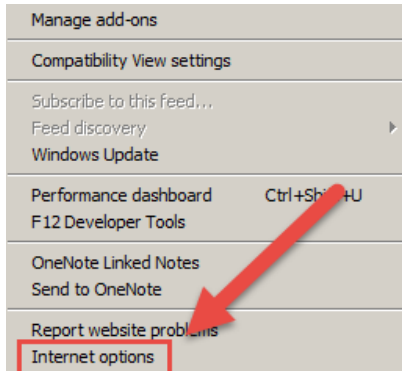 Manage add-ons
Compatibility View settings
Subscribe to this feed...
Feed discovery
Windows Update
Performance dashboard Ctrl+Shift+U
F12 Developer Tools
OneNote Linked Notes
Send to OneNote
Report website problems
Internet options